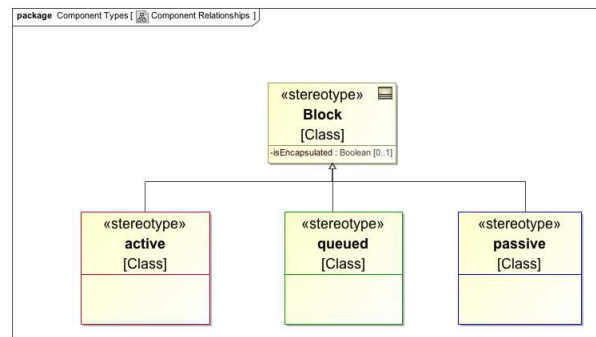 package Component Types [ Component Relationships ]
«stereotype»
Block
[Class]
-isEncapsulated : Boolean [0..1]
«stereotype»
active
[Class]
«stereotype»
queued
[Class]
«stereotype»
passive
[Class]